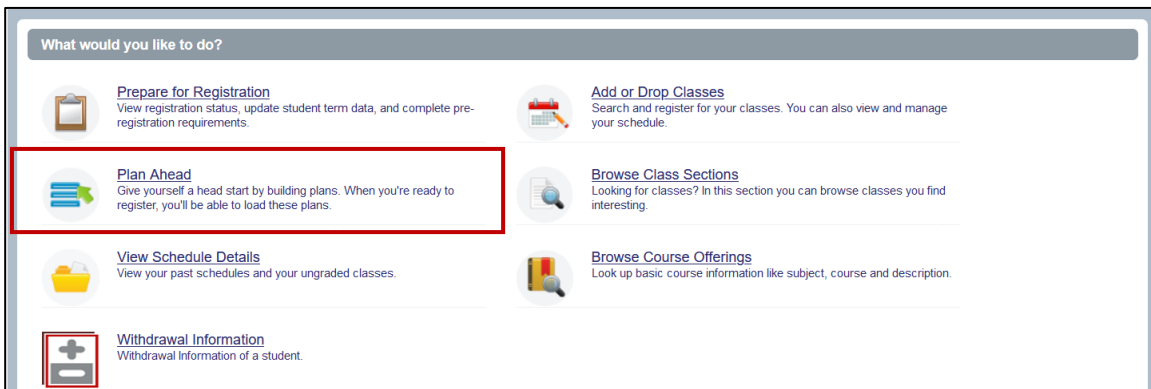 What would you like to do?
Prepare for Registration
View registration status, update student term data, and complete pre-
registration requirements.
Add or Drop Classes
Search and register for your classes. You can also view and manage
your schedule.
Plan Ahead
Give yourself a head start by building plans. When you're ready to
register, you'll be able to load these plans.
Browse Class Sections
Looking for classes? In this section you can browse classes you find
interesting.
View Schedule Details
View your past schedules and your ungraded classes.
Browse Course Offerings
Look up basic course information like subject, course and description.
Withdrawal Information
Withdrawal Information of a student.